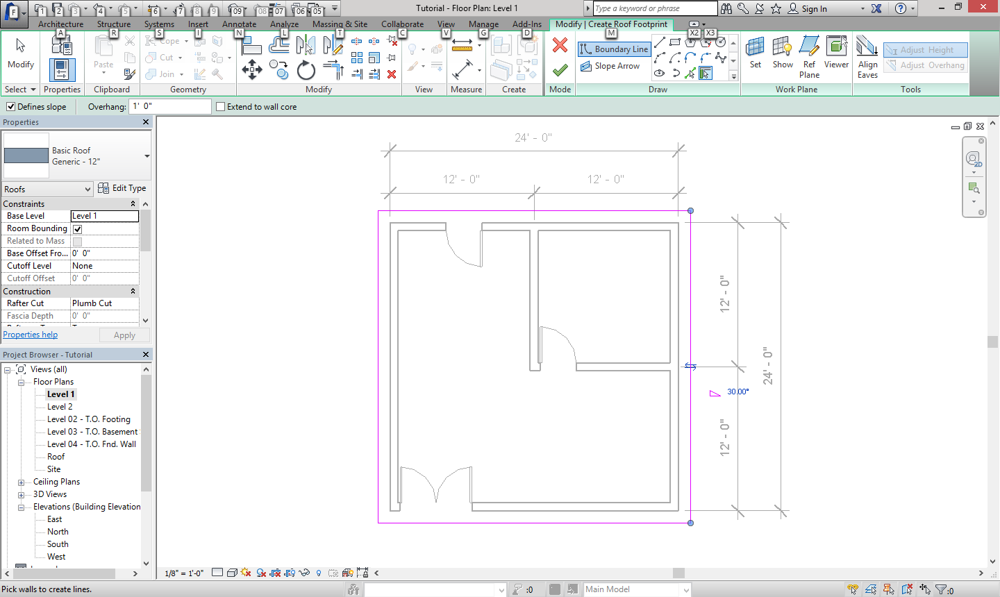 F 1 2 3 4 5 6 7 8 9 09 08 07 06 05
Tutorial - Floor Plan: Level 1
Type a keyword or phrase
Sign In
Architecture Structure Systems Insert Annotate Analyze Massing & Site Collaborate View Manage Add-Ins Modify | Create Roof Footprint
A R S I N L T C V G D M X2 X3
Modify
Paste
Cope
Cut
Join
Boundary Line
Slope Arrow
Set
Show
Ref
Plane
Viewer
Align
Eaves
Adjust Height
Adjust Overhang
Select
Properties
Clipboard
Geometry
Modify
View
Measure
Create
Mode
Draw
Work Plane
Tools
Defines slope
Overhang: 1' 0"
Extend to wall core
Properties
Basic Roof
Generic - 12"
Roofs
Edit Type
Constraints
Base Level Level 1
Room Bounding
Related to Mass
Base Offset Fro... 0' 0"
Cutoff Level None
Cutoff Offset 0' 0"
Construction
Rafter Cut Plumb Cut
Fascia Depth 0' 0"
Properties help
Apply
Project Browser - Tutorial
Views (all)
Floor Plans
Level 1
Level 2
Level 02 - T.O. Footing
Level 03 - T.O. Basement
Level 04 - T.O. Fnd. Wall
Roof
Site
Ceiling Plans
3D Views
Elevations (Building Elevation
East
North
South
West
24' - 0"
12' - 0"
12' - 0"
12' - 0"
24' - 0"
12' - 0"
30.00°
2D
1/8" = 1'-0"
Pick walls to create lines.
:0
Main Model
:0